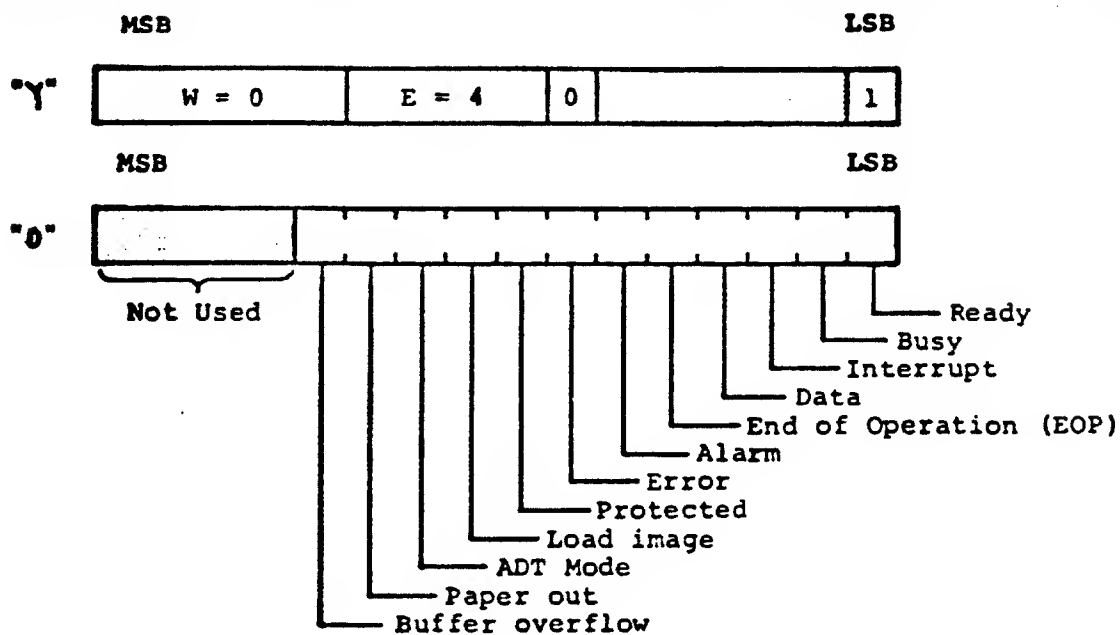 MSB LSB
"Y" W = 0 E = 4 0 1
MSB LSB
"0"
Not Used
Ready
Busy
Interrupt
Data
End of Operation (EOP)
Alarm
Error
Protected
Load image
ADT Mode
Paper out
Buffer overflow